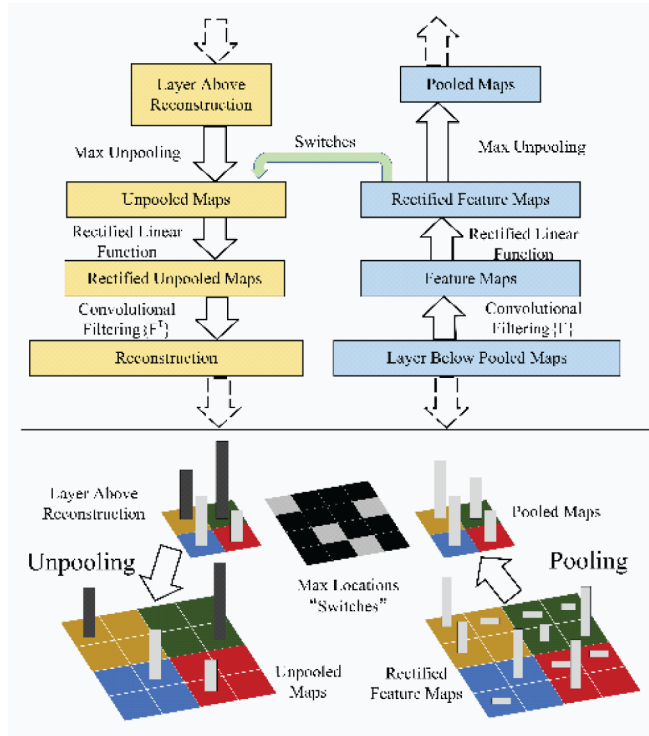 Layer Above
Reconstruction
Max Unpooling
Unpooled Maps
Rectified Linear
Function
Rectified Unpooled Maps
Convolutional
Filtering{F^T}
Reconstruction
Switches
Pooled Maps
Max Unpooling
Rectified Feature Maps
Rectified Linear
Function
Feature Maps
Convolutional
Filtering{F}
Layer Below Pooled Maps
Layer Above
Reconstruction
Pooled Maps
Unpooling
Max Locations
“Switches”
Pooling
Unpooled
Maps
Rectified
Feature Maps